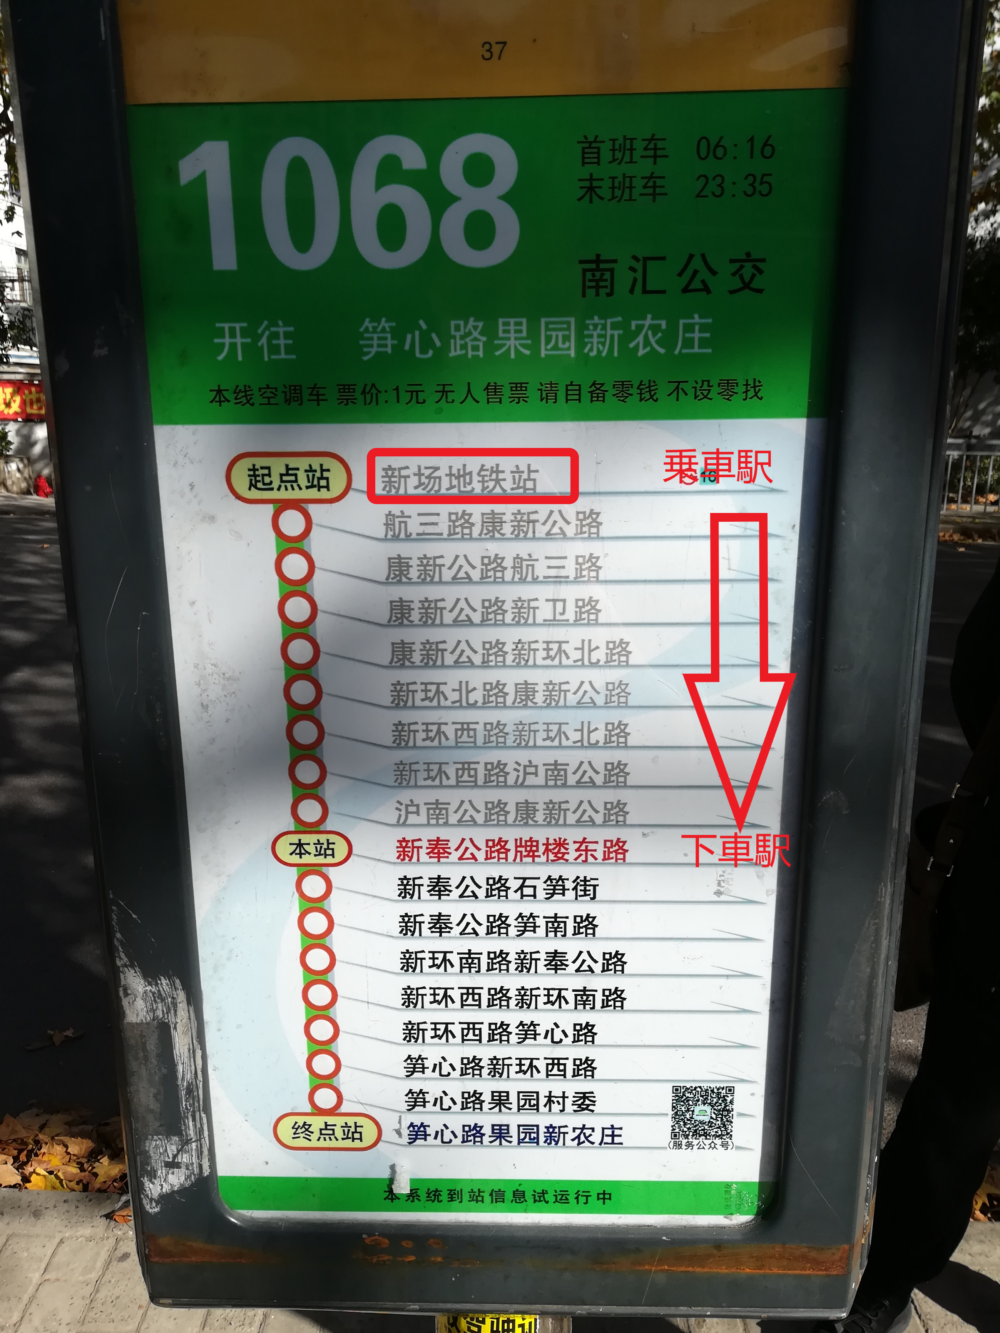 37
1068
首班车 06:16
末班车 23:35
南汇公交
开往 笋心路果园新农庄
本线空调车 票价:1元 无人售票 请自备零钱 不设零找
起点站 新场地铁站 乗車駅
航三路康新公路
康新公路航三路
康新公路新卫路
康新公路新环北路
新环北路康新公路
新环西路新环北路
新环西路沪南公路
沪南公路康新公路
本站 新奉公路牌楼东路 下車駅
新奉公路石笋街
新奉公路笋南路
新环南路新奉公路
新环西路新环南路
新环西路笋心路
笋心路新环西路
笋心路果园村委
终点站 笋心路果园新农庄
(服务公众号)
本系统到站信息试运行中